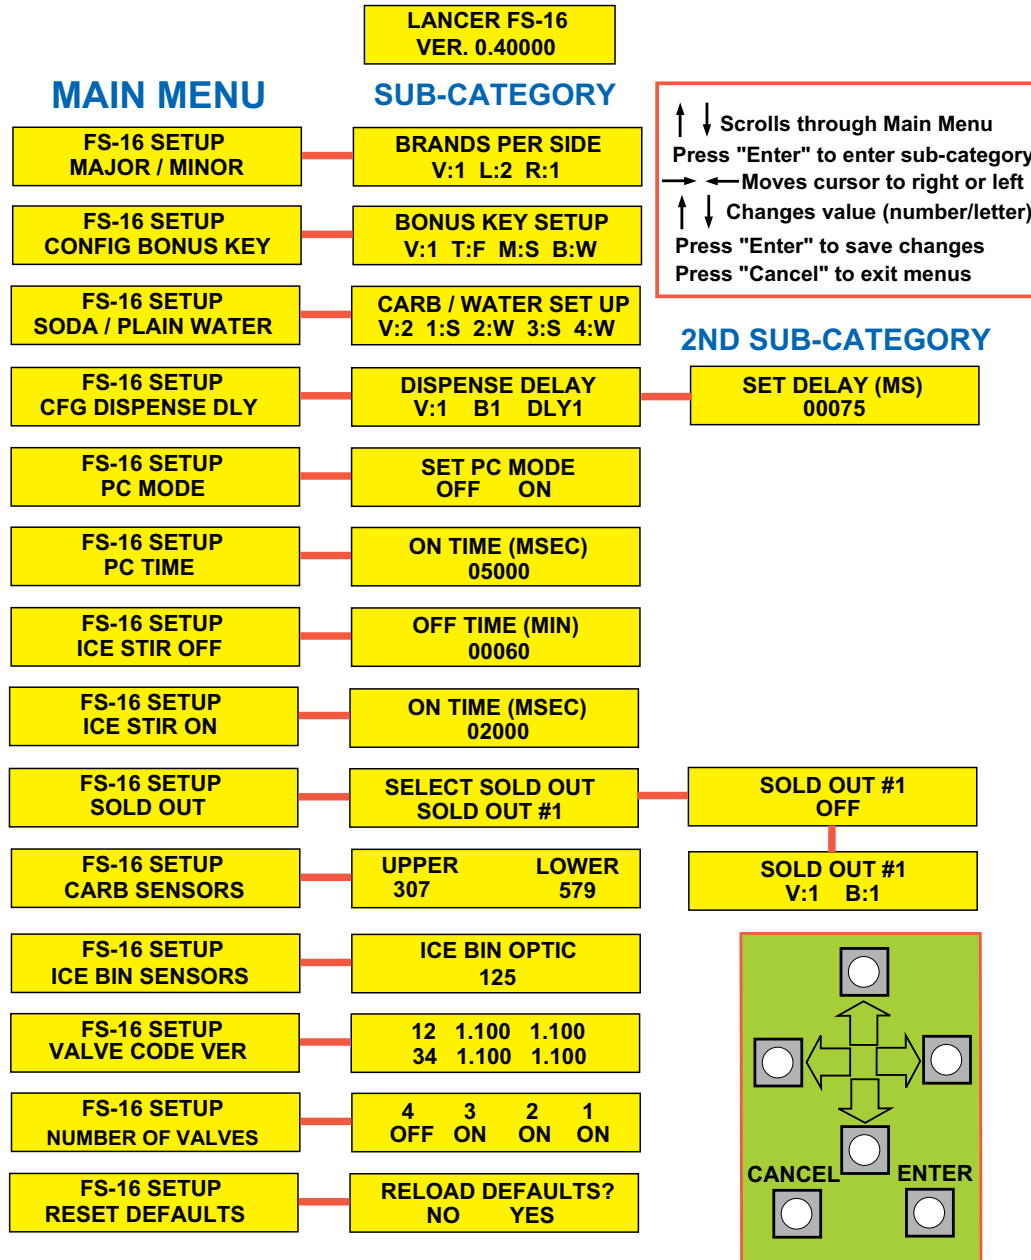 LANCER FS-16
VER. 0.40000
MAIN MENU
SUB-CATEGORY
Scrolls through Main Menu
Press "Enter" to enter sub-category
Moves cursor to right or left
Changes value (number/letter)
Press "Enter" to save changes
Press "Cancel" to exit menus
FS-16 SETUP
MAJOR / MINOR
BRANDS PER SIDE
V:1 L:2 R:1
FS-16 SETUP
CONFIG BONUS KEY
BONUS KEY SETUP
V:1 T:F M:S B:W
FS-16 SETUP
SODA / PLAIN WATER
CARB / WATER SET UP
V:2 1:S 2:W 3:S 4:W
2ND SUB-CATEGORY
FS-16 SETUP
CFG DISPENSE DLY
DISPENSE DELAY
V:1 B1 DLY1
SET DELAY (MS)
00075
FS-16 SETUP
PC MODE
SET PC MODE
OFF ON
FS-16 SETUP
PC TIME
ON TIME (MSEC)
05000
FS-16 SETUP
ICE STIR OFF
OFF TIME (MIN)
00060
FS-16 SETUP
ICE STIR ON
ON TIME (MSEC)
02000
FS-16 SETUP
SOLD OUT
SELECT SOLD OUT
SOLD OUT #1
SOLD OUT #1
OFF
FS-16 SETUP
CARB SENSORS
UPPER LOWER
307 579
SOLD OUT #1
V:1 B:1
FS-16 SETUP
ICE BIN SENSORS
ICE BIN OPTIC
125
FS-16 SETUP
VALVE CODE VER
12 1.100 1.100
34 1.100 1.100
FS-16 SETUP
NUMBER OF VALVES
4 3 2 1
OFF ON ON ON
FS-16 SETUP
RESET DEFAULTS
RELOAD DEFAULTS?
NO YES
CANCEL ENTER